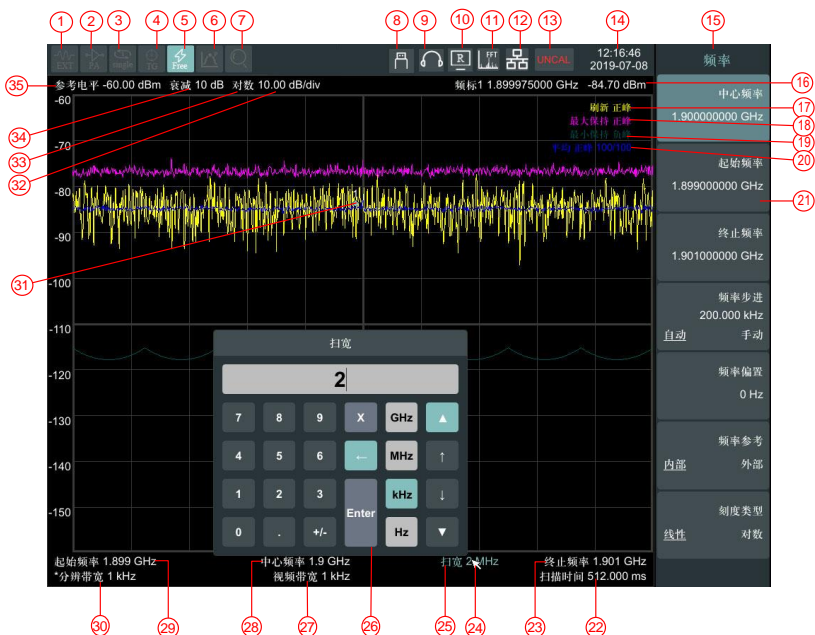 1 2 3 4 5 6 7 8 9 10 11 12 13 14 15
EXT PA TG Free R FFT UNCAL 12:16:46
2019-07-08
频率
35 参考电平 -60.00 dBm 衰减 10 dB 对数 10.00 dB/div 频标1 1.899975000 GHz -84.70 dBm 16
-60
刷新 正峰 17
最大保持 正峰 18
最小保持 负峰 19
平均 正峰 100/100 20
34
33
32
-70
-80
-90
31
-100
-110
-120
-130
-140
-150
中心频率
1.900000000 GHz
起始频率
1.899000000 GHz
21
终止频率
1.901000000 GHz
频率步进
200.000 kHz
自动 手动
频率偏置
0 Hz
频率参考
内部 外部
刻度类型
线性 对数
扫宽
2
7 8 9 X GHz ▲
4 5 6 ← MHz ↑
1 2 3 Enter kHz ↓
0 . +/- Hz ▼
起始频率 1.899 GHz 中心频率 1.9 GHz 扫宽 2 MHz 终止频率 1.901 GHz
*分辨带宽 1 kHz 视频带宽 1 kHz 扫描时间 512.000 ms
30 29 28 27 26 25 24 23 22